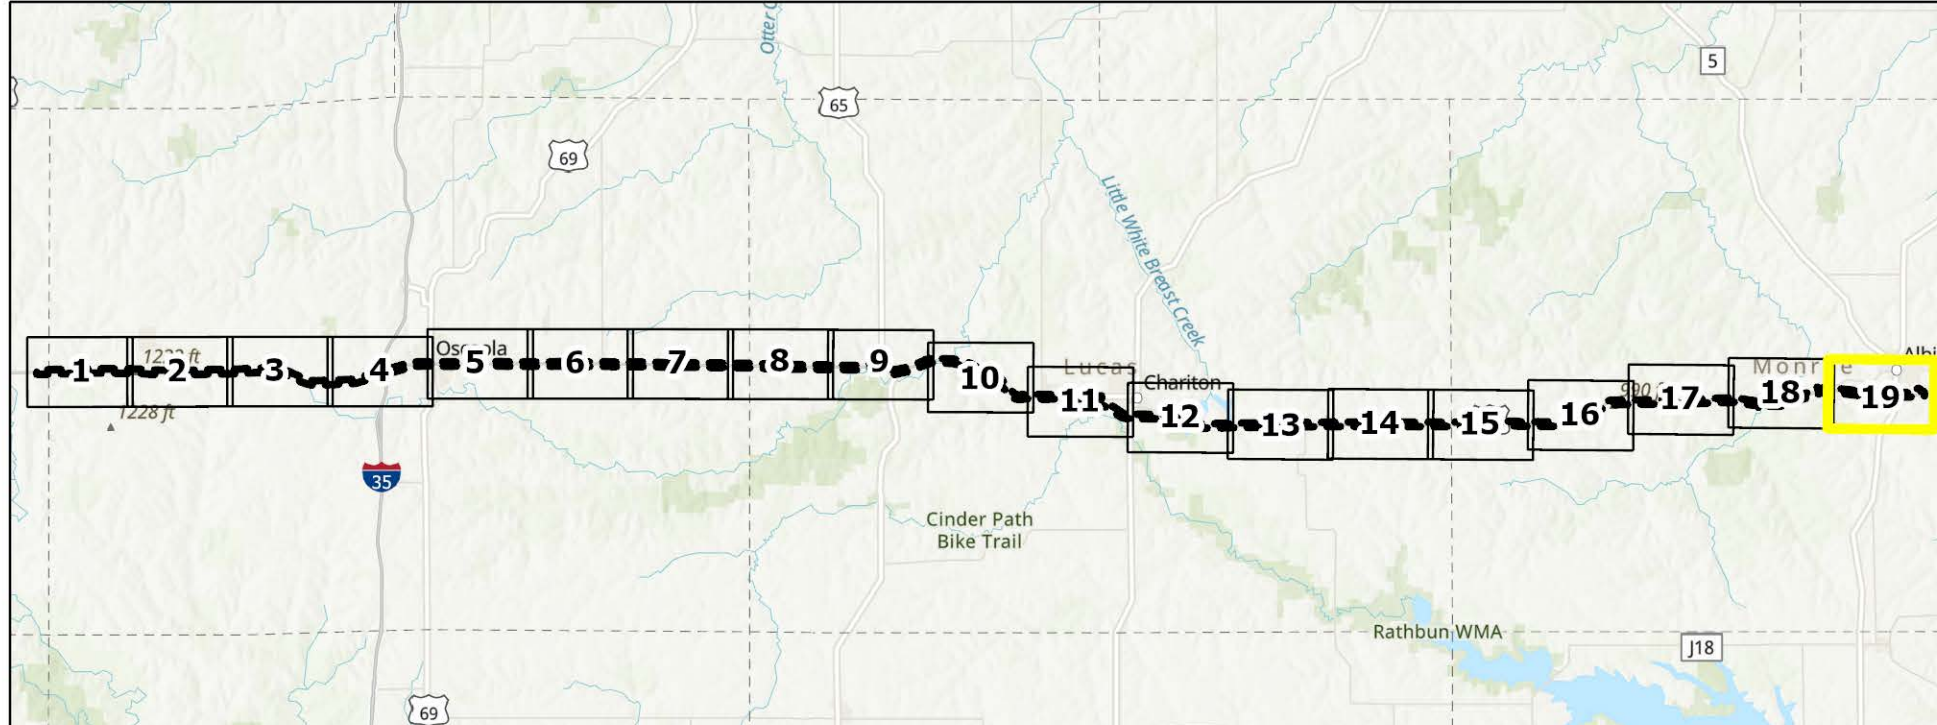 Otter C
5
65
69
Little White Breast Creek
Osceola
1 2 3 4 5 6 7 8 9 10 11 12 13 14 15 16 17 18 19
1228 ft
Lucas
Chariton
Monroe
Albi
35
Cinder Path
Bike Trail
Rathbun WMA
J18
69